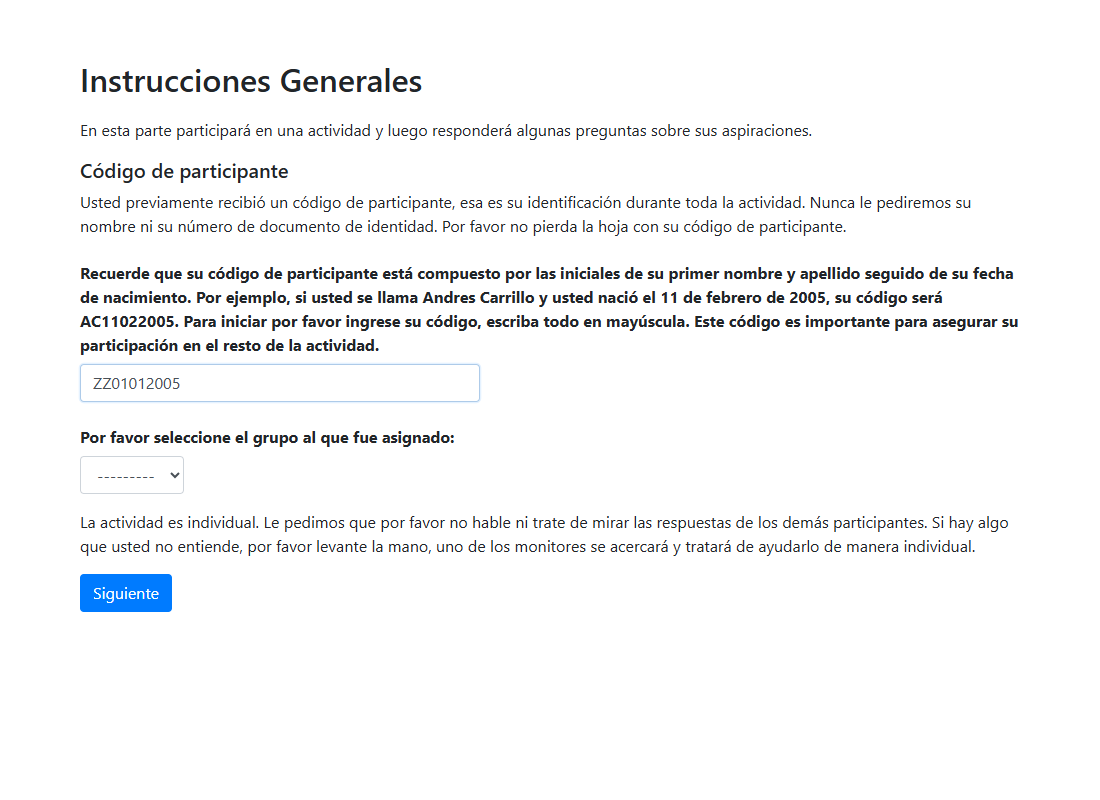 Instrucciones Generales
En esta parte participará en una actividad y luego responderá algunas preguntas sobre sus aspiraciones.
Código de participante
Usted previamente recibió un código de participante, esa es su identificación durante toda la actividad. Nunca le pediremos su
nombre ni su número de documento de identidad. Por favor no pierda la hoja con su código de participante.
Recuerde que su código de participante está compuesto por las iniciales de su primer nombre y apellido seguido de su fecha
de nacimiento. Por ejemplo, si usted se llama Andres Carrillo y usted nació el 11 de febrero de 2005, su código será
AC11022005. Para iniciar por favor ingrese su código, escriba todo en mayúscula. Este código es importante para asegurar su
participación en el resto de la actividad.
ZZ01012005
Por favor seleccione el grupo al que fue asignado:
---------
La actividad es individual. Le pedimos que por favor no hable ni trate de mirar las respuestas de los demás participantes. Si hay algo
que usted no entiende, por favor levante la mano, uno de los monitores se acercará y tratará de ayudarlo de manera individual.
Siguiente